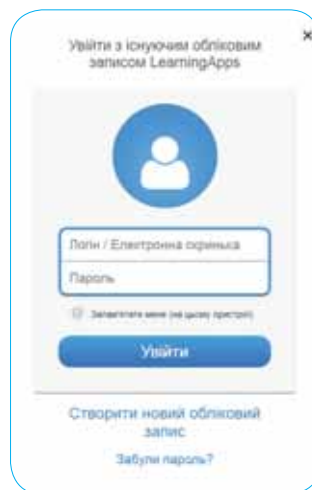 Увійти з існуючим обліковим
записом LearningApps
Логін / Електронна скринька
Пароль
Запам'ятати мене (на цьому пристрої)
Увійти
Створити новий обліковий
запис
Забули пароль?